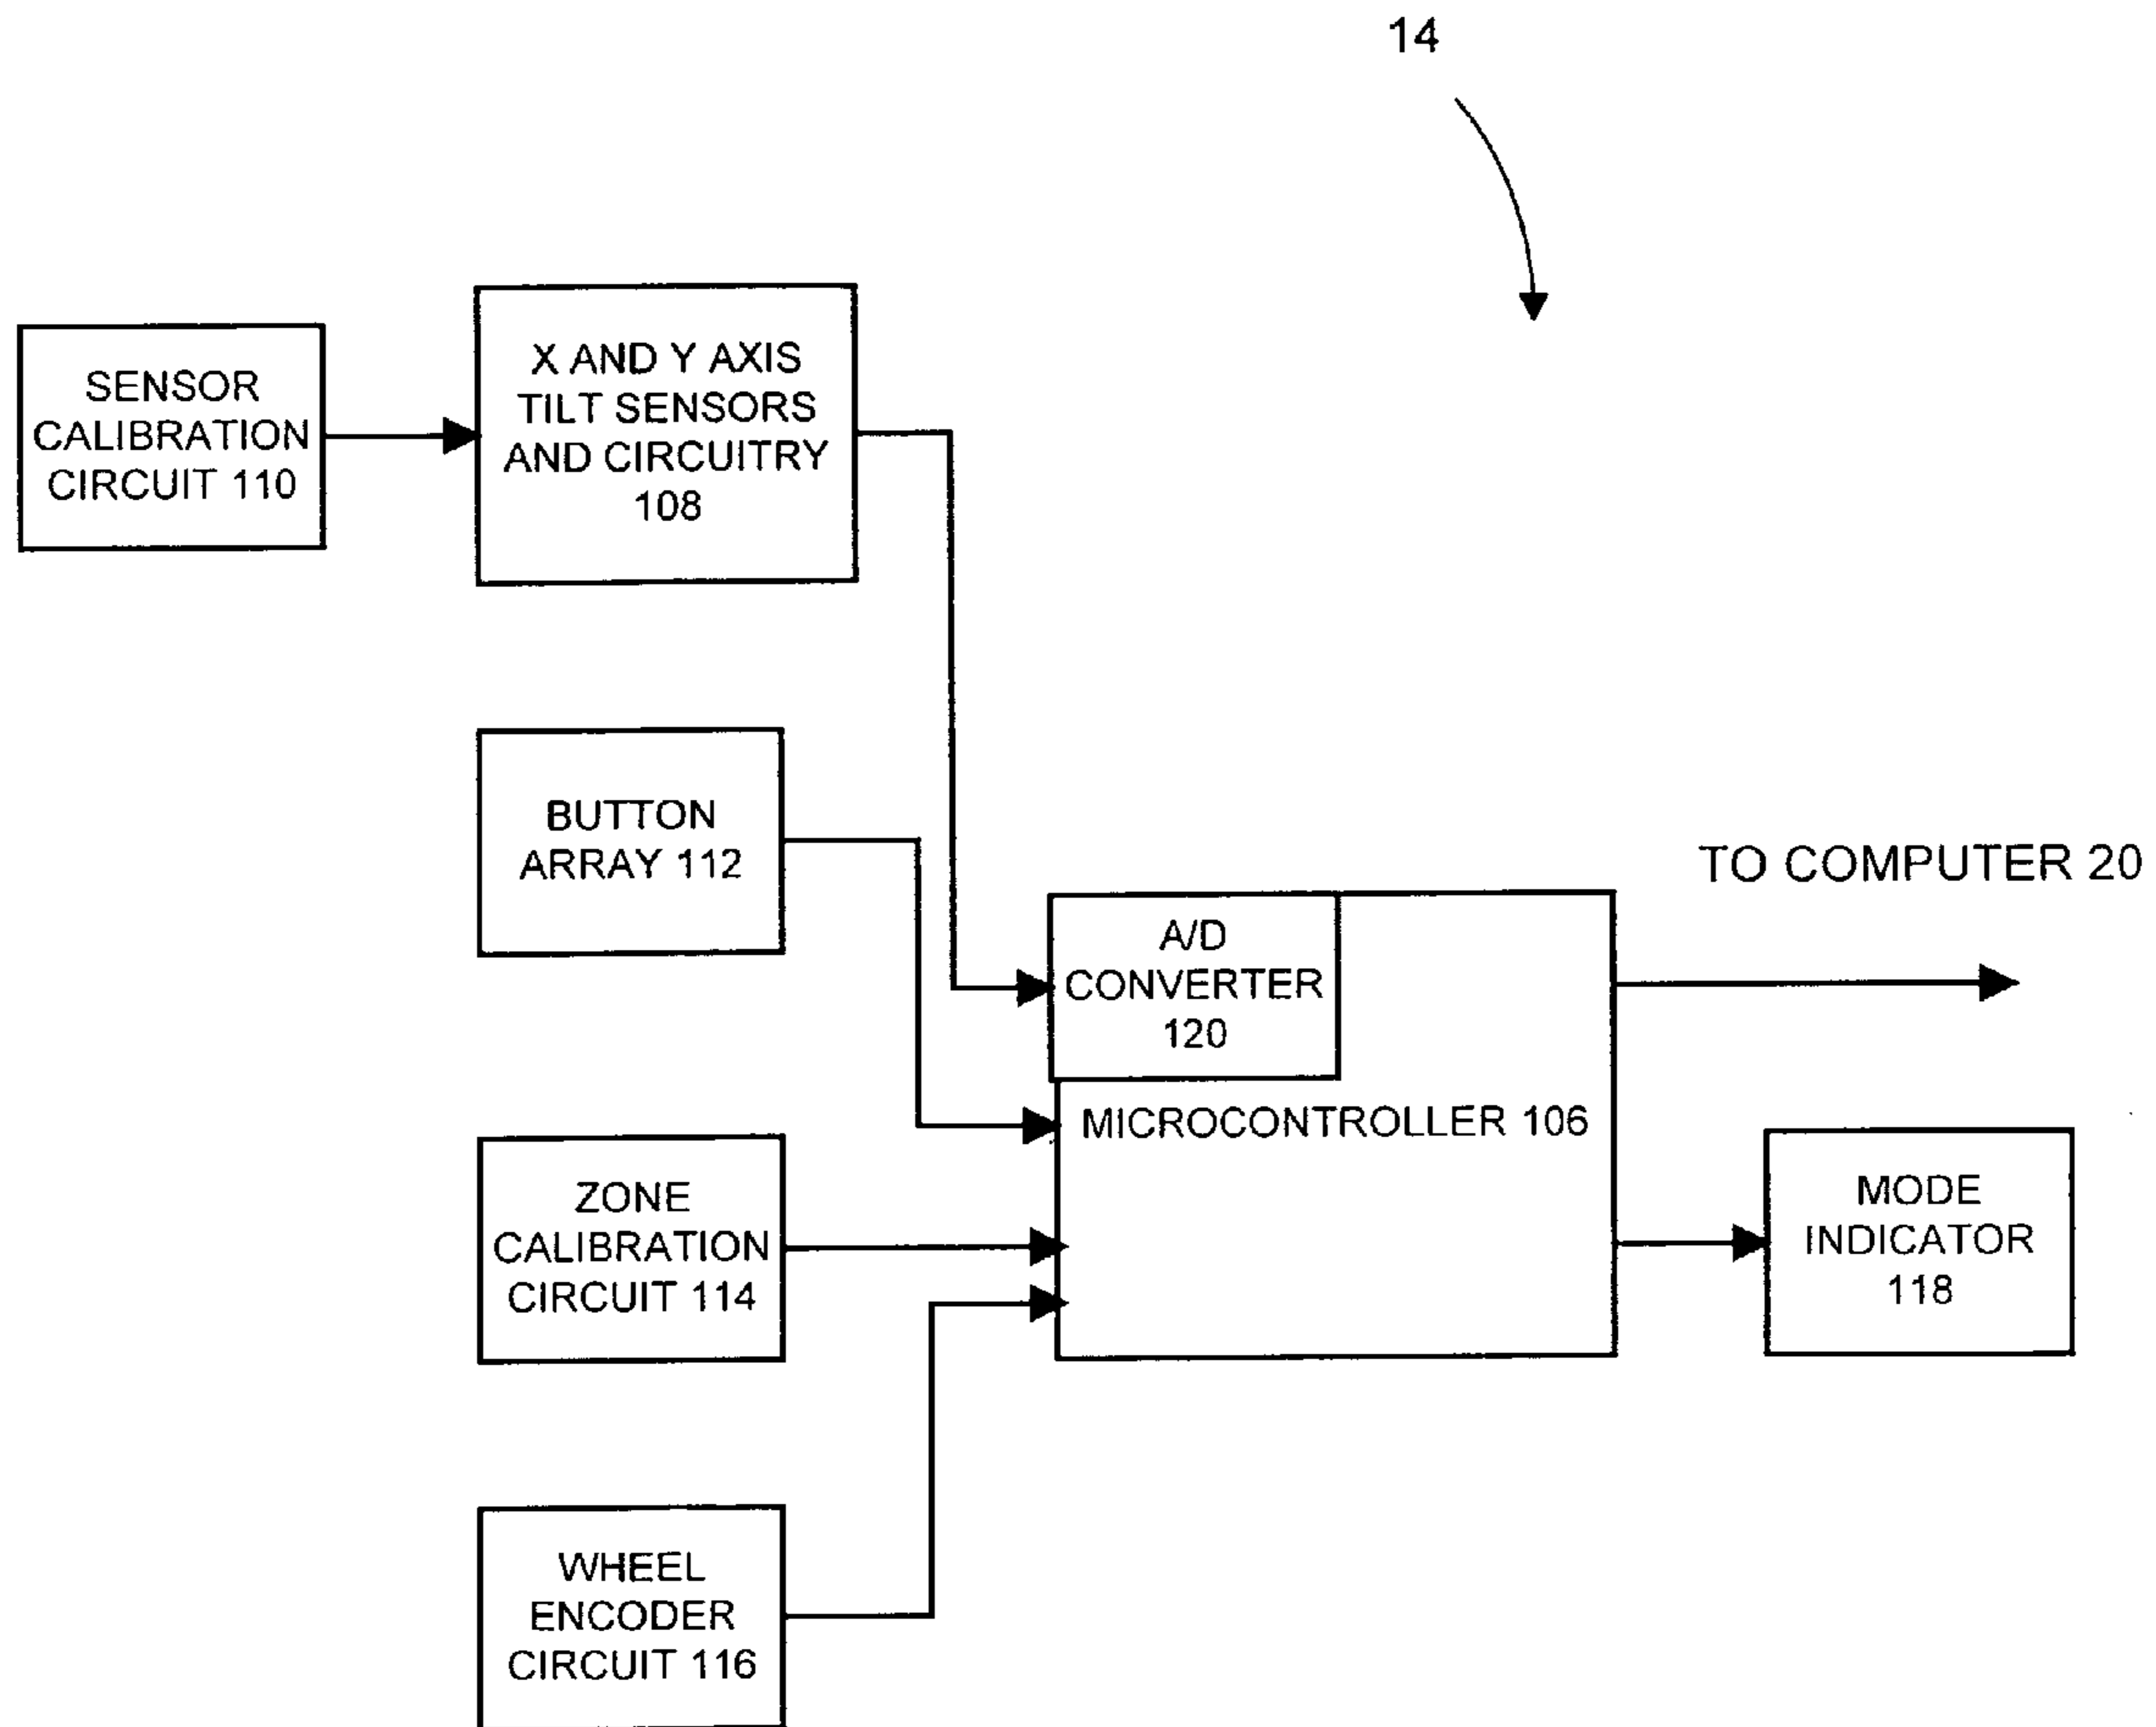 14
SENSOR
CALIBRATION
CIRCUIT 110
X AND Y AXIS
TILT SENSORS
AND CIRCUITRY
108
BUTTON
ARRAY 112
TO COMPUTER 20
A/D
CONVERTER
120
MICROCONTROLLER 106
ZONE
CALIBRATION
CIRCUIT 114
MODE
INDICATOR
118
WHEEL
ENCODER
CIRCUIT 116